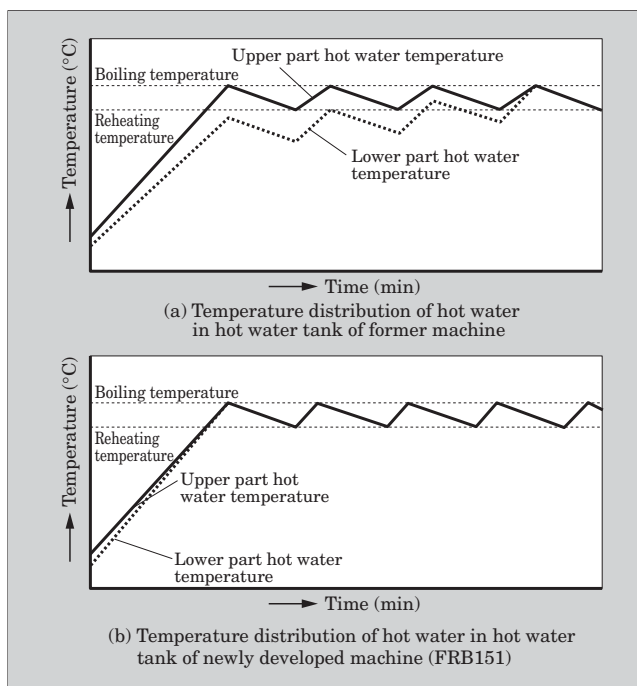 Temperature (°C)
Upper part hot water temperature
Boiling temperature
Reheating
temperature
Lower part hot water
temperature
Time (min)
(a) Temperature distribution of hot water
in hot water tank of former machine
Temperature (°C)
Boiling temperature
Reheating
temperature
Upper part hot
water temperature
Lower part hot water
temperature
Time (min)
(b) Temperature distribution of hot water in hot water
tank of newly developed machine (FRB151)